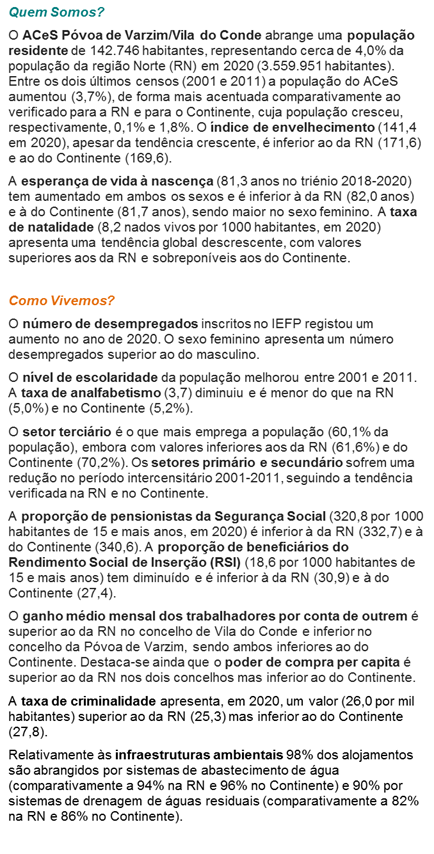 Quem Somos?
O ACeS Póvoa de Varzim/Vila do Conde abrange uma população
residente de 142.746 habitantes, representando cerca de 4,0% da
população da região Norte (RN) em 2020 (3.559.951 habitantes).
Entre os dois últimos censos (2001 e 2011) a população do ACeS
aumentou (3,7%), de forma mais acentuada comparativamente ao
verificado para a RN e para o Continente, cuja população cresceu,
respectivamente, 0,1% e 1,8%. O índice de envelhecimento (141,4
em 2020), apesar da tendência crescente, é inferior ao da RN (171,6)
e ao do Continente (169,6).
A esperança de vida à nascença (81,3 anos no triénio 2018-2020)
tem aumentado em ambos os sexos e é inferior à da RN (82,0 anos)
e à do Continente (81,7 anos), sendo maior no sexo feminino. A taxa
de natalidade (8,2 nados vivos por 1000 habitantes, em 2020)
apresenta uma tendência global descrescente, com valores
superiores aos da RN e sobreponíveis aos do Continente.
Como Vivemos?
O número de desempregados inscritos no IEFP registou um
aumento no ano de 2020. O sexo feminino apresenta um número
desempregados superior ao do masculino.
O nível de escolaridade da população melhorou entre 2001 e 2011.
A taxa de analfabetismo (3,7) diminuiu e é menor do que na RN
(5,0%) e no Continente (5,2%).
O setor terciário é o que mais emprega a população (60,1% da
população), embora com valores inferiores aos da RN (61,6%) e do
Continente (70,2%). Os setores primário e secundário sofrem uma
redução no período intercensitário 2001-2011, seguindo a tendência
verificada na RN e no Continente.
A proporção de pensionistas da Segurança Social (320,8 por 1000
habitantes de 15 e mais anos, em 2020) é inferior à da RN (332,7) e à
do Continente (340,6). A proporção de beneficiários do
Rendimento Social de Inserção (RSI) (18,6 por 1000 habitantes de
15 e mais anos) tem diminuído e é inferior à da RN (30,9) e à do
Continente (27,4).
O ganho médio mensal dos trabalhadores por conta de outrem é
superior ao da RN no concelho de Vila do Conde e inferior no
concelho da Póvoa de Varzim, sendo ambos inferiores ao do
Continente. Destaca-se ainda que o poder de compra per capita é
superior ao da RN nos dois concelhos mas inferior ao do Continente.
A taxa de criminalidade apresenta, em 2020, um valor (26,0 por mil
habitantes) superior ao da RN (25,3) mas inferior ao do Continente
(27,8).
Relativamente às infraestruturas ambientais 98% dos alojamentos
são abrangidos por sistemas de abastecimento de água
(comparativamente a 94% na RN e 96% no Continente) e 90% por
sistemas de drenagem de águas residuais (comparativamente a 82%
na RN e 86% no Continente).